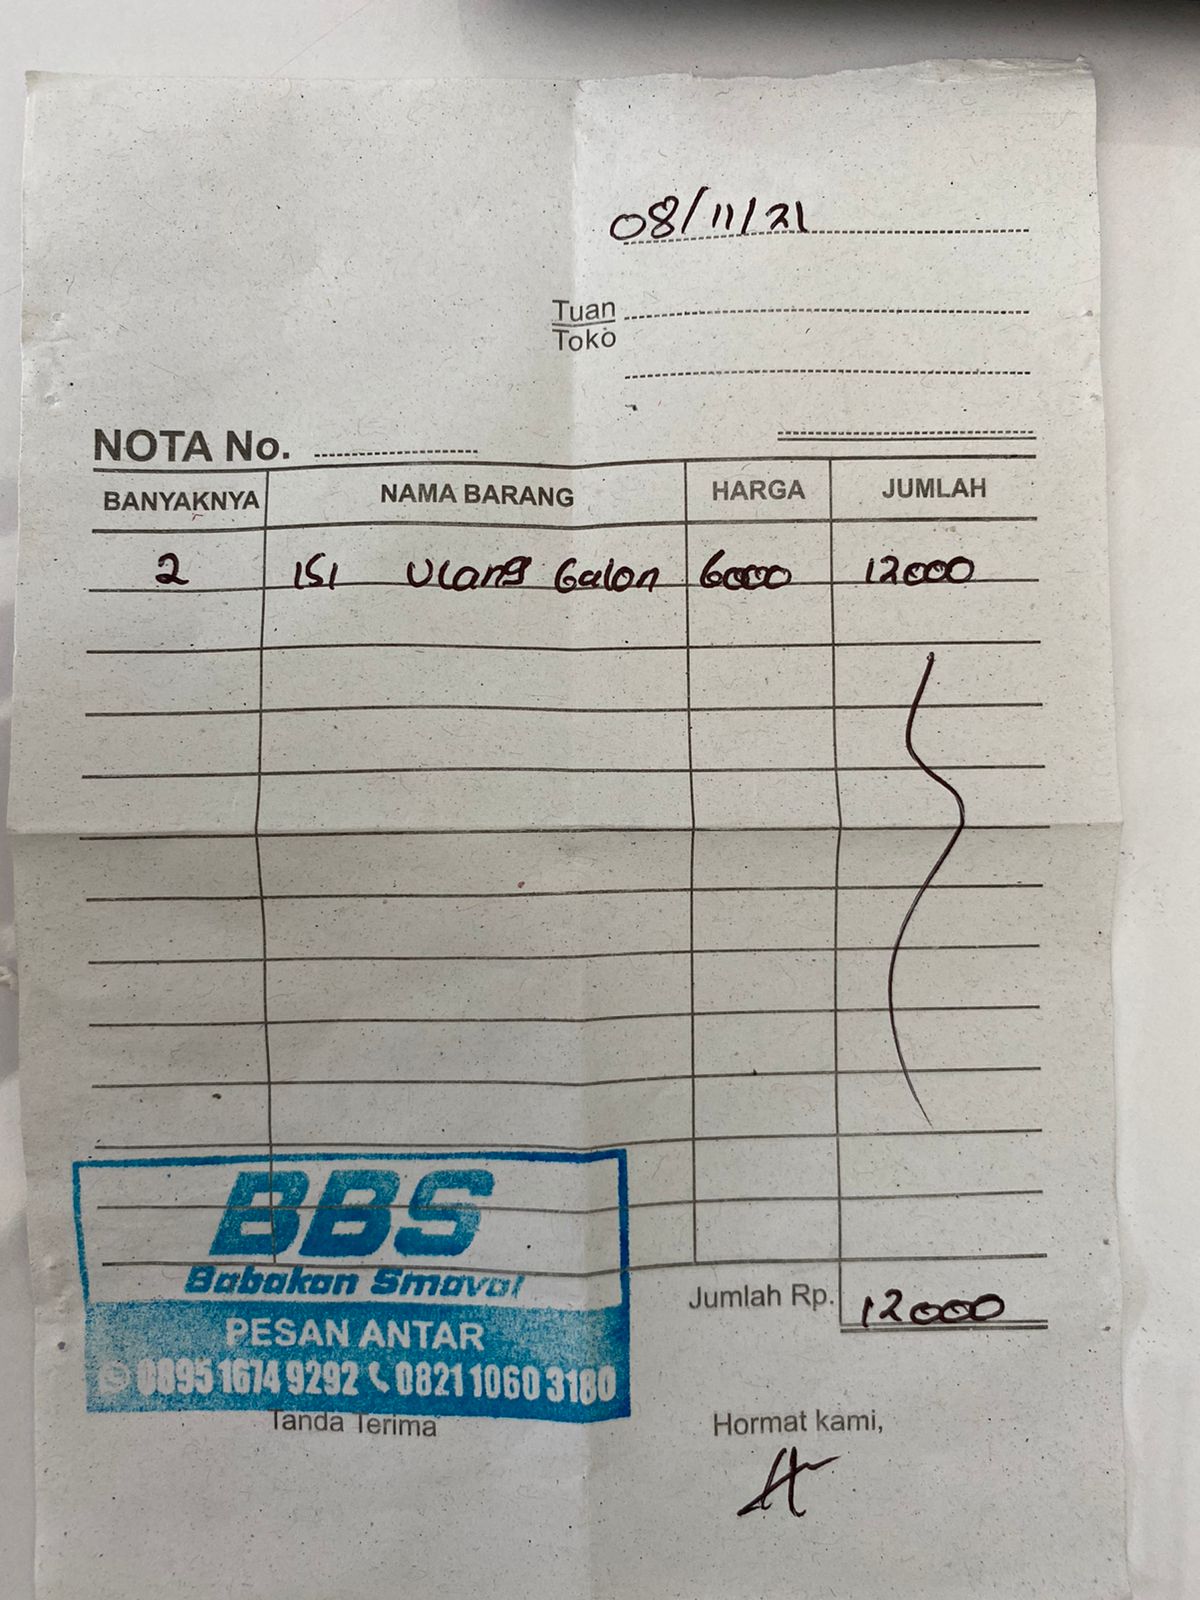 08/11/21
Tuan
Toko
NOTA No.
BANYAKNYA NAMA BARANG HARGA JUMLAH
2 ISI Ulang Galon 6000 12000
BBS
Babakan Smavol
Jumlah Rp. 12000
PESAN ANTAR
0895 1674 9292 0821 1060 3180
Tanda Terima Hormat kami,